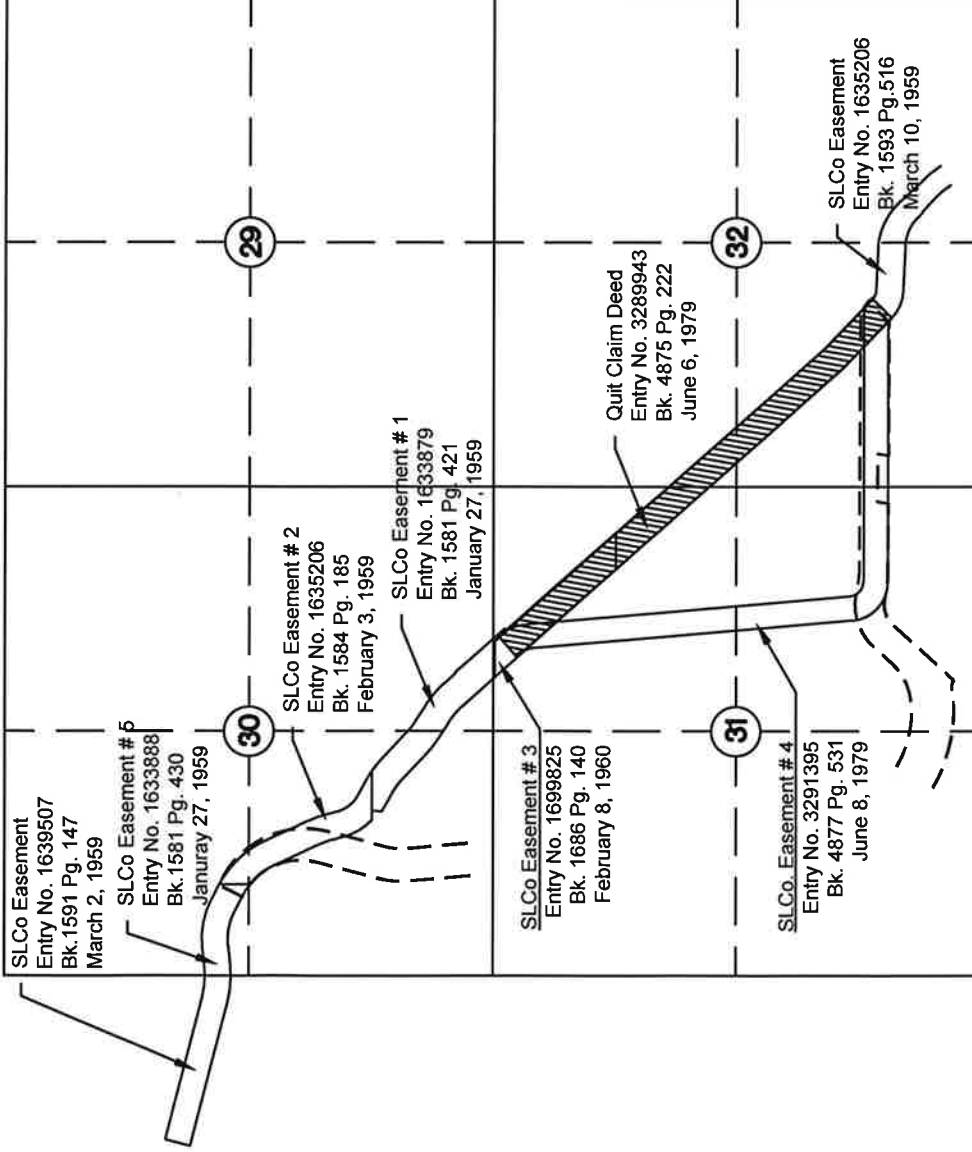 SLCo Easement
Entry No. 1639507
Bk.1591 Pg. 147
March 2, 1959
SLCo Easement # 5
Entry No. 1633888
Bk.1581 Pg. 430
Januray 27, 1959
30
29
SLCo Easement # 2
Entry No. 1635206
Bk. 1584 Pg. 185
February 3, 1959
SLCo Easement # 1
Entry No. 1633879
Bk. 1581 Pg. 421
January 27, 1959
SLCo Easement # 3
Entry No. 1699825
Bk. 1686 Pg. 140
February 8, 1960
Quit Claim Deed
Entry No. 3289943
Bk. 4875 Pg. 222
June 6, 1979
31
32
SLCo. Easement # 4
Entry No. 3291395
Bk. 4877 Pg. 531
June 8, 1979
SLCo Easement
Entry No. 1635206
Bk. 1593 Pg.516
March 10, 1959